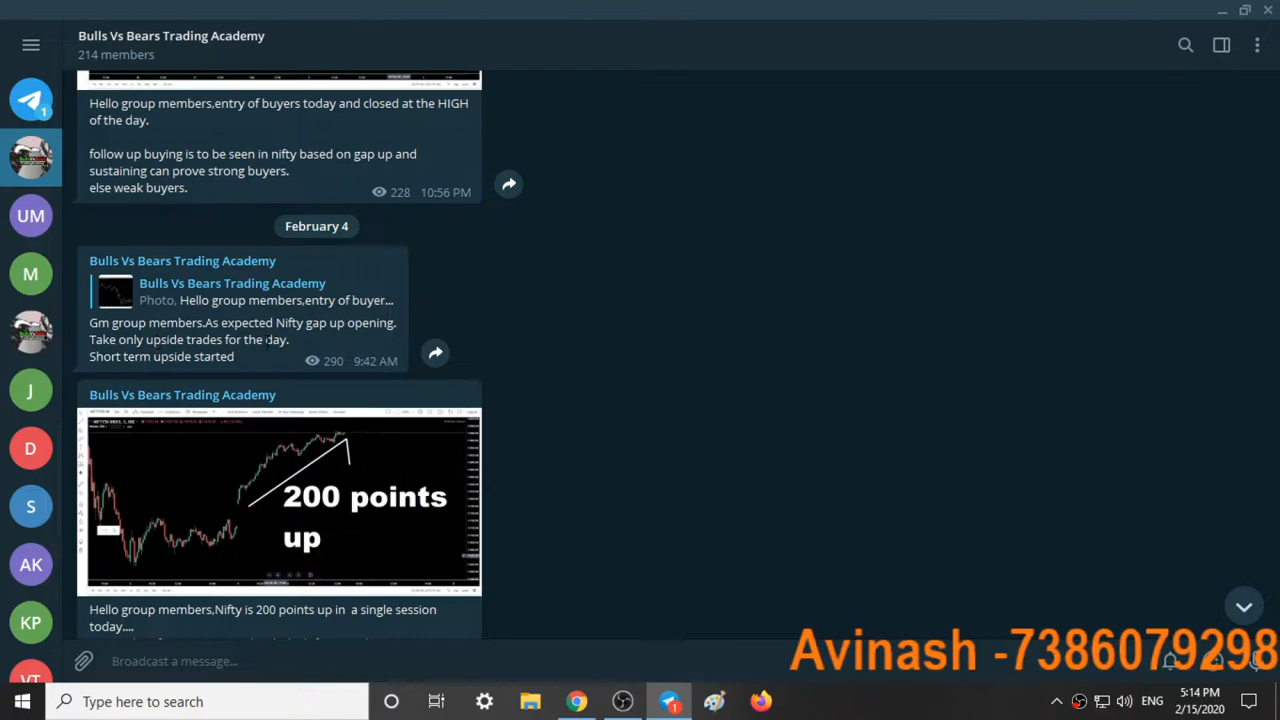 Bulls Vs Bears Trading Academy
214 members
Hello group members,entry of buyers today and closed at the HIGH
of the day.
follow up buying is to be seen in nifty based on gap up and
sustaining can prove strong buyers.
else weak buyers.
228 10:56 PM
February 4
Bulls Vs Bears Trading Academy
Bulls Vs Bears Trading Academy
Photo, Hello group members,entry of buyer...
Gm group members.As expected Nifty gap up opening.
Take only upside trades for the day.
Short term upside started
290 9:42 AM
Bulls Vs Bears Trading Academy
200 points
up
Hello group members,Nifty is 200 points up in a single session
today....
1
UM
M
J
D
S
AK
KP
VT
Broadcast a message...
Avinash -7386079298
Type here to search
1
ENG
5:14 PM
2/15/2020